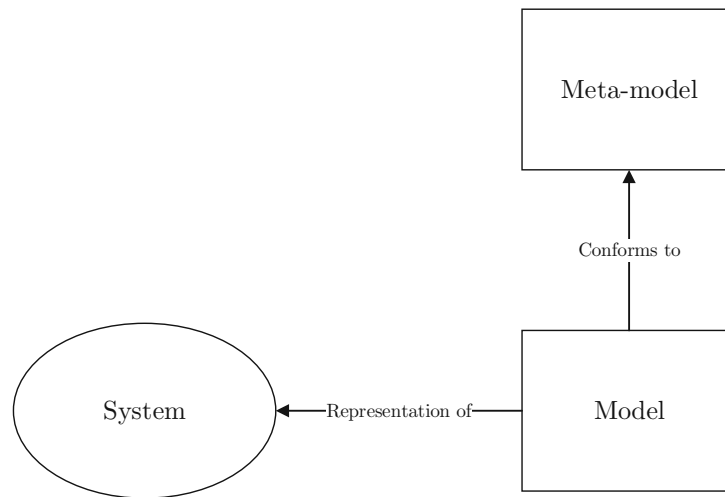 Meta-model
Conforms to
System
Representation of
Model